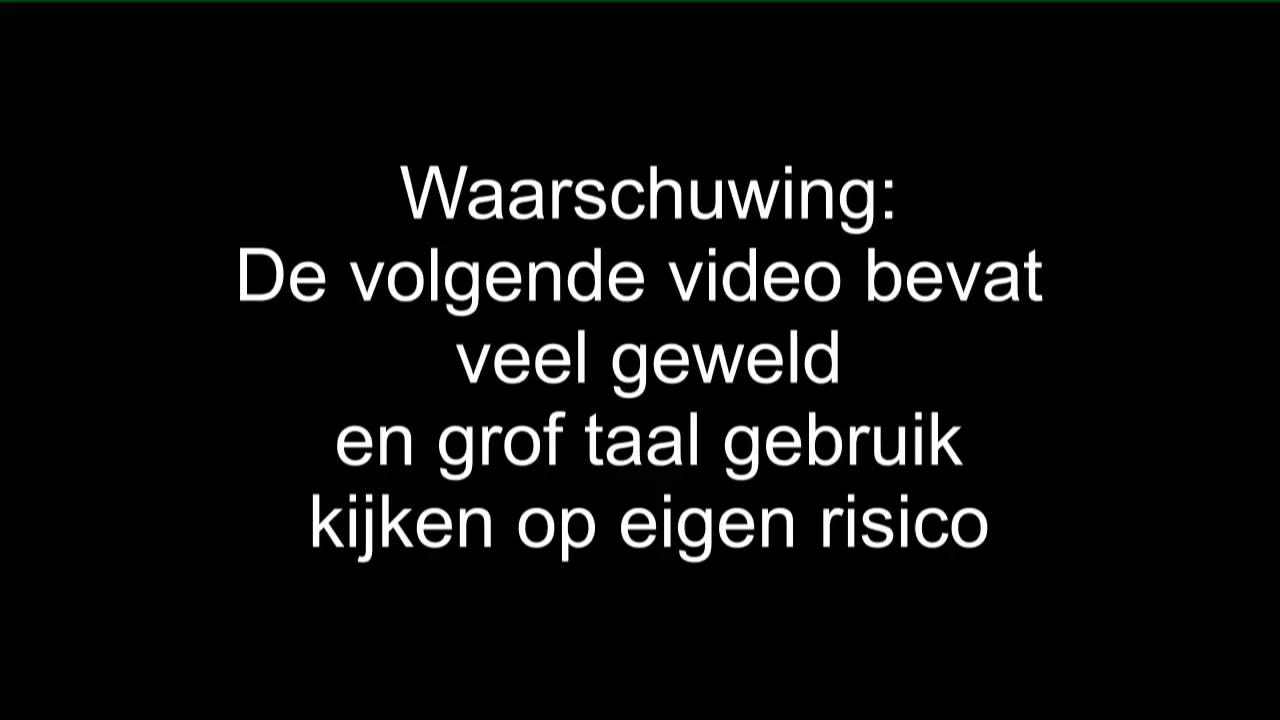 Waarschuwing:
De volgende video bevat
veel geweld
en grof taal gebruik
kijken op eigen risico